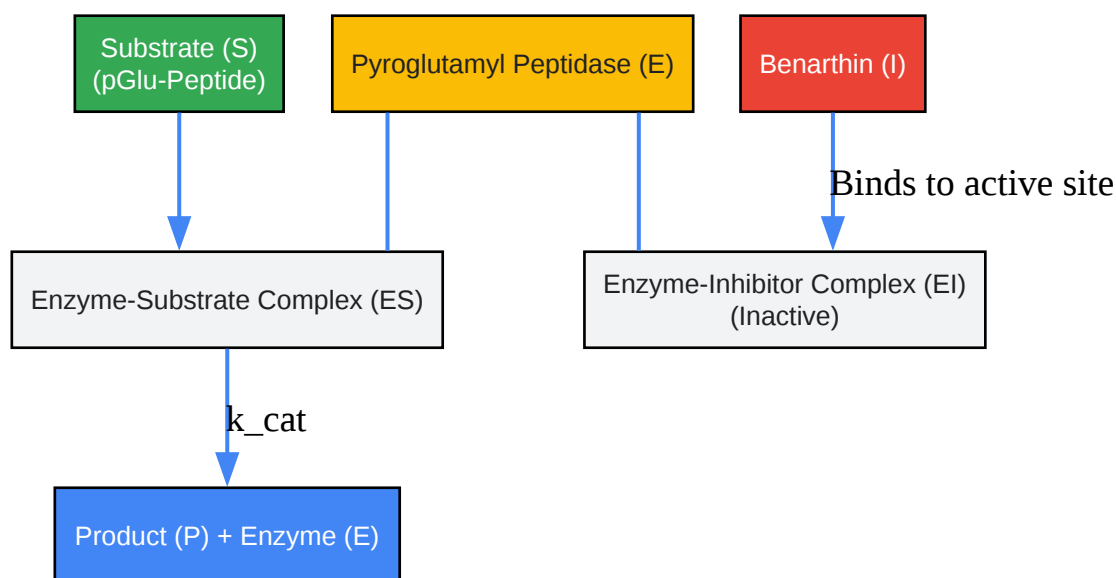 Substrate (S)
(pGlu-Peptide)
Pyroglutamyl Peptidase (E)
Benarthin (I)
Binds to active site
Enzyme-Substrate Complex (ES)
Enzyme-Inhibitor Complex (EI)
(Inactive)
k_cat
Product (P) + Enzyme (E)